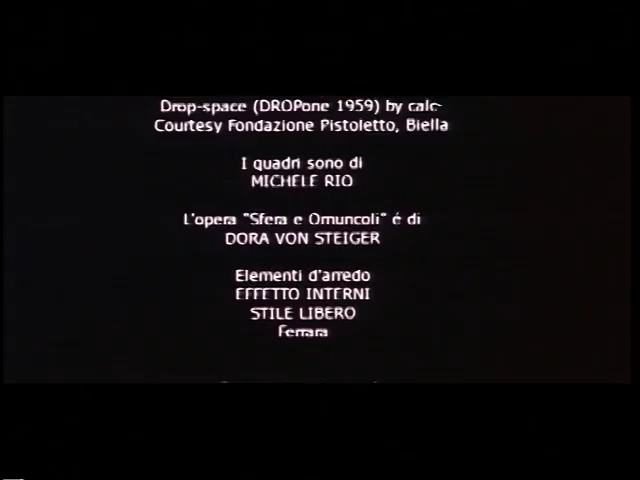 Drop-space (DROPone 1959) by calc-
Courtesy Fondazione Pistoletto, Biella
I quadri sono di
MICHELE RIO
L'opera "Sfera e Omuncoli" é di
DORA VON STEIGER
Elementi d'arredo
EFFETTO INTERNI
STILE LIBERO
Ferrara